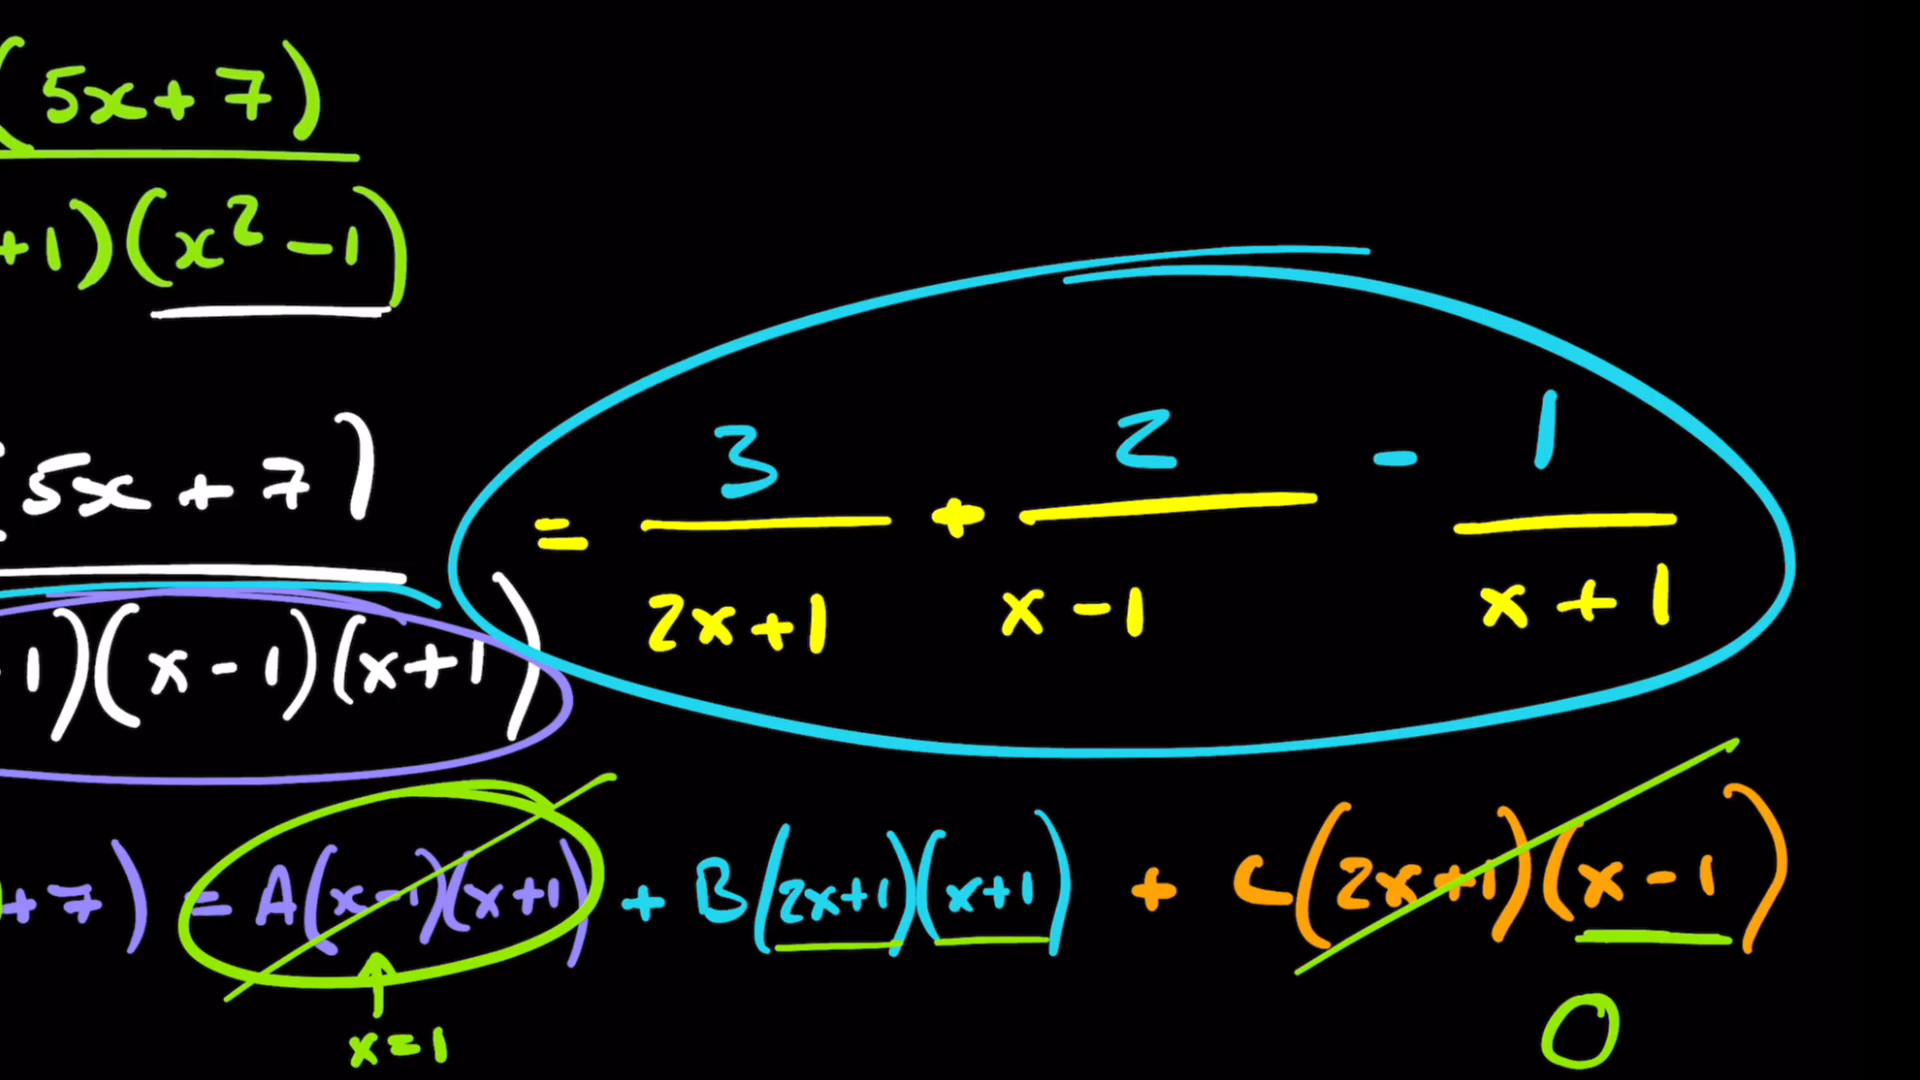 (5x+7)
+1)(x²-1)
(5x+7)
= 3/(2x+1) + 2/(x-1) - 1/(x+1)
1)(x-1)(x+1)
+7) = A(x-1)(x+1) + B(2x+1)(x+1) + C(2x+1)(x-1)
x=1
0